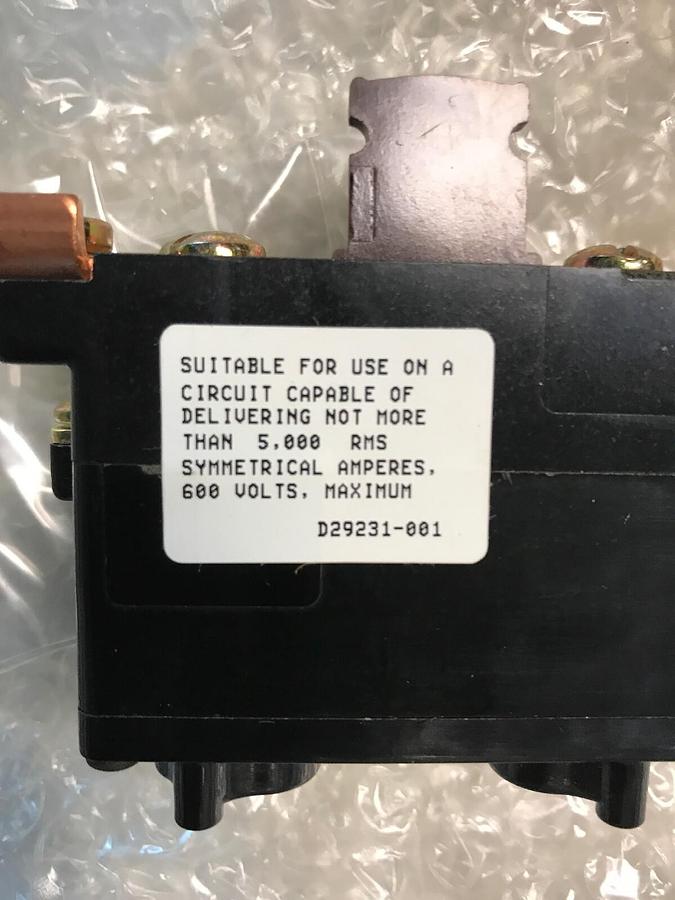 SUITABLE FOR USE ON A
CIRCUIT CAPABLE OF
DELIVERING NOT MORE
THAN 5,000 RMS
SYMMETRICAL AMPERES,
600 VOLTS, MAXIMUM
D29231-001